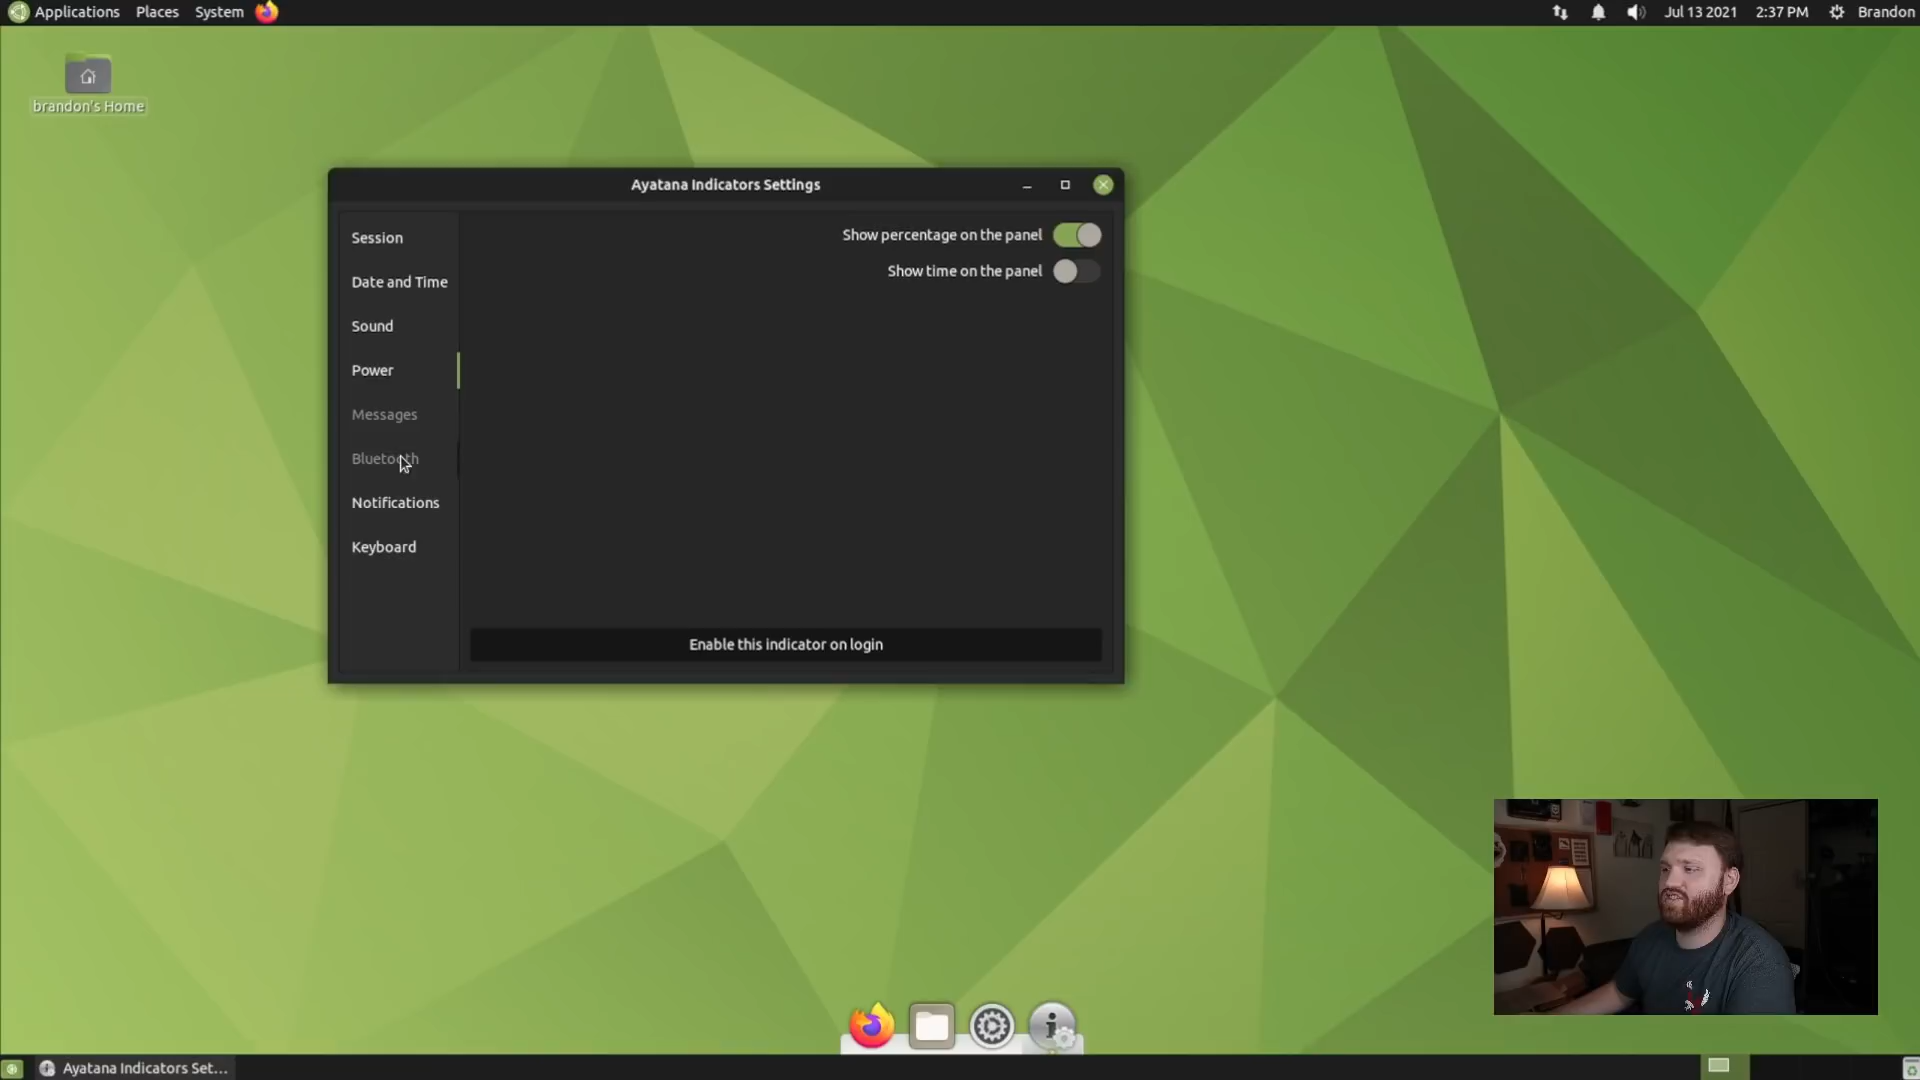 Applications Places System
Jul 13 2021 2:37 PM Brandon
brandon's Home
Ayatana Indicators Settings
Session
Date and Time
Sound
Power
Messages
Bluetooth
Notifications
Keyboard
Show percentage on the panel
Show time on the panel
Enable this indicator on login
Ayatana Indicators Set...